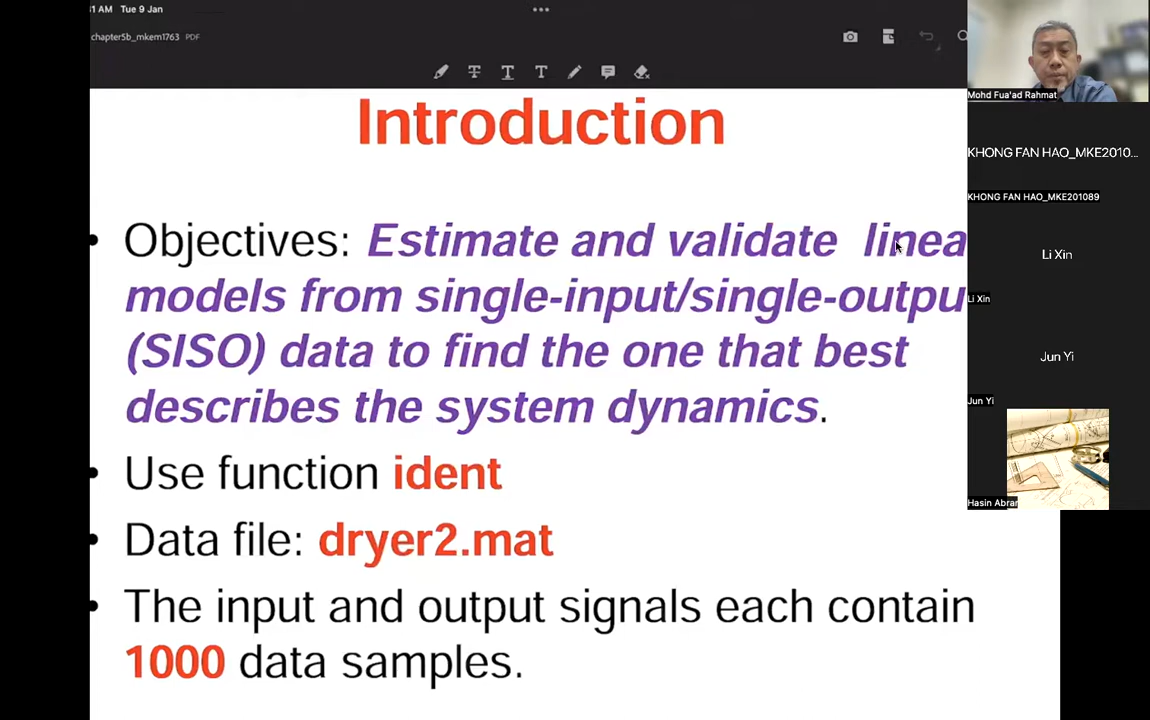 1 AM Tue 9 Jan
chapter5b_mkem1763 PDF
Introduction
• Objectives: Estimate and validate linea
models from single-input/single-outpu
(SISO) data to find the one that best
describes the system dynamics.
• Use function ident
• Data file: dryer2.mat
• The input and output signals each contain
1000 data samples.
Mohd Fua'ad Rahmat
KHONG FAN HAO_MKE2010...
KHONG FAN HAO_MKE201089
Li Xin
Li Xin
Jun Yi
Jun Yi
Hasin Abrar